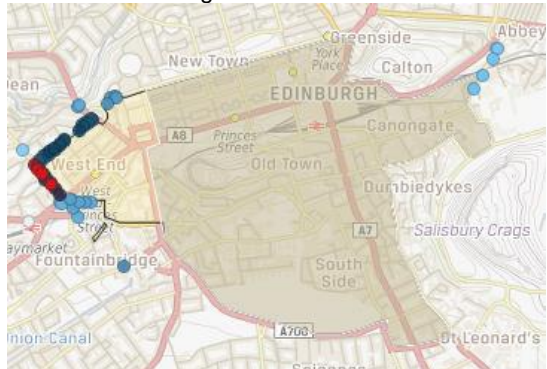 Greenside
Abbey
York
Place
New Town
Calton
Dean
EDINBURGH
Canongate
A8
Princes
Street
West End
Old Town
Dumbiedykes
West
Princes
Street
A7
Salisbury Crags
aymarket
Fountainbridge
South
Side
Union Canal
A700
St Leonard's